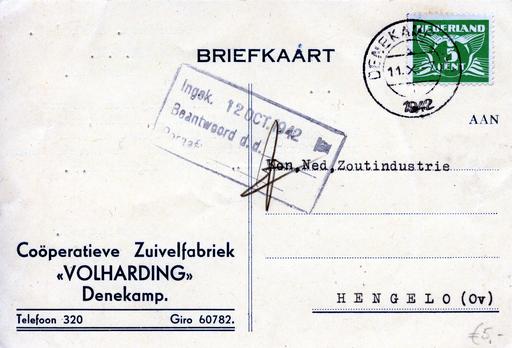 BRIEFKAART
NEDERLAND
5
CENT
DENEKAMP
11.X
1942
Ingek. 12 OCT. 1942
Beantwoord d.d.
AAN
Kon.Ned.Zoutindustrie
HENGELO (Ov)
Coöperatieve Zuivelfabriek
«VOLHARDING»
Denekamp.
Telefoon 320 Giro 60782.
€5,-